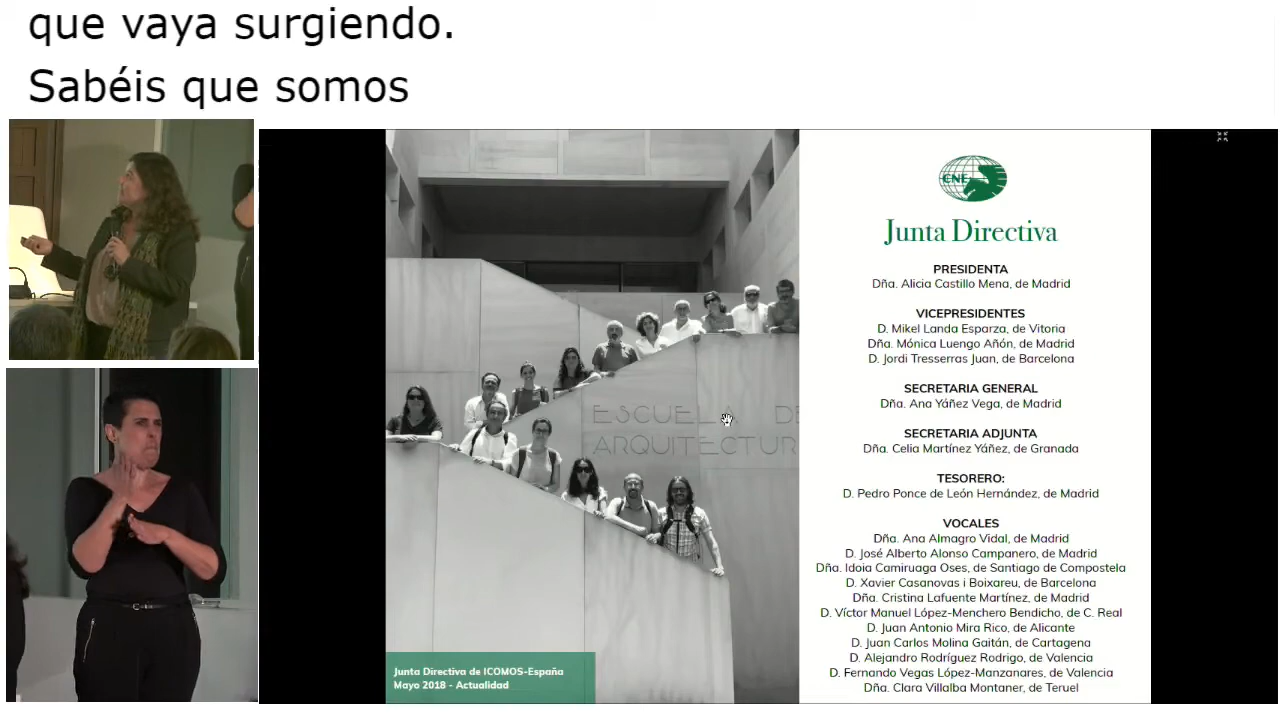 que vaya surgiendo.
Sabéis que somos
ESCUELA DE
ARQUITECTUR
Junta Directiva de ICOMOS-España
Mayo 2018 - Actualidad
CNE
Junta Directiva
PRESIDENTA
Dña. Alicia Castillo Mena, de Madrid
VICEPRESIDENTES
D. Mikel Landa Esparza, de Vitoria
Dña. Mónica Luengo Añón, de Madrid
D. Jordi Tresserras Juan, de Barcelona
SECRETARIA GENERAL
Dña. Ana Yáñez Vega, de Madrid
SECRETARIA ADJUNTA
Dña. Celia Martínez Yáñez, de Granada
TESORERO:
D. Pedro Ponce de León Hernández, de Madrid
VOCALES
Dña. Ana Almagro Vidal, de Madrid
D. José Alberto Alonso Campanero, de Madrid
Dña. Idoia Camiruaga Oses, de Santiago de Compostela
D. Xavier Casanovas i Boixareu, de Barcelona
Dña. Cristina Lafuente Martínez, de Madrid
D. Víctor Manuel López-Menchero Bendicho, de C. Real
D. Juan Antonio Mira Rico, de Alicante
D. Juan Carlos Molina Gaitán, de Cartagena
D. Alejandro Rodríguez Rodrigo, de Valencia
D. Fernando Vegas López-Manzanares, de Valencia
Dña. Clara Villalba Montaner, de Teruel